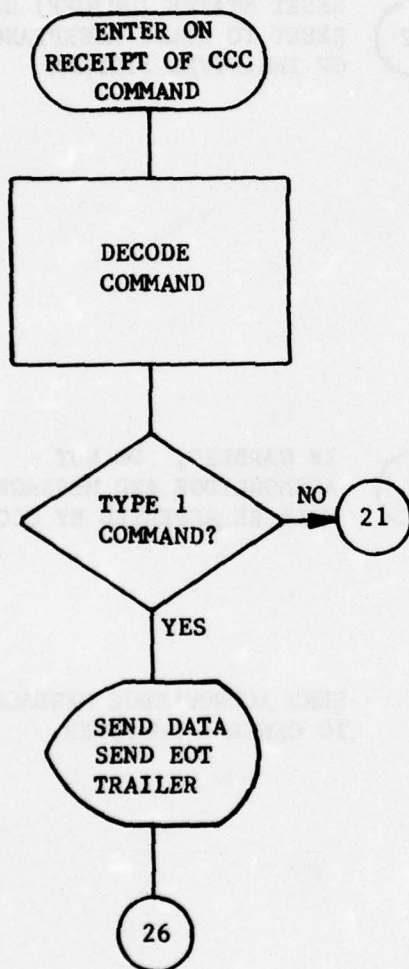 ENTER ON
RECEIPT OF CCC
COMMAND
DECODE
COMMAND
TYPE 1
COMMAND?
NO
21
YES
SEND DATA
SEND EOT
TRAILER
26